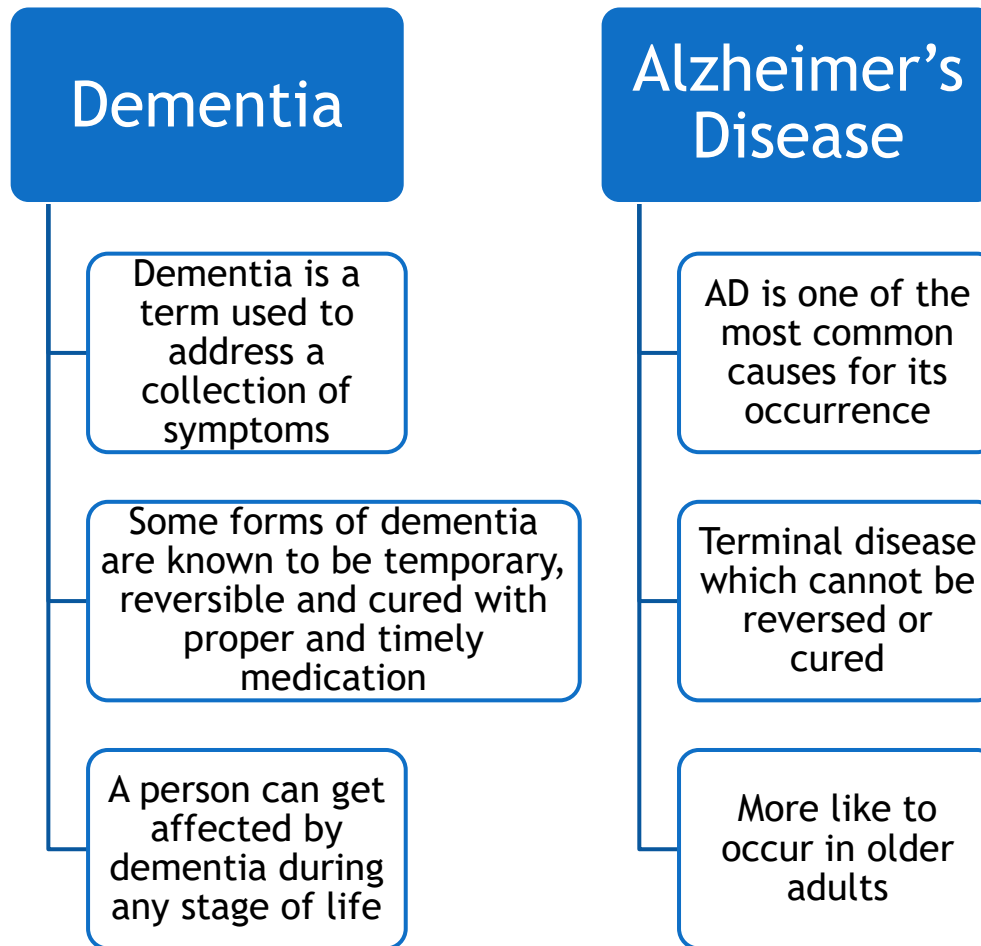 Dementia
Dementia is a
term used to
address a
collection of
symptoms
Some forms of dementia
are known to be temporary,
reversible and cured with
proper and timely
medication
A person can get
affected by
dementia during
any stage of life
Alzheimer’s
Disease
AD is one of the
most common
causes for its
occurrence
Terminal disease
which cannot be
reversed or
cured
More like to
occur in older
adults